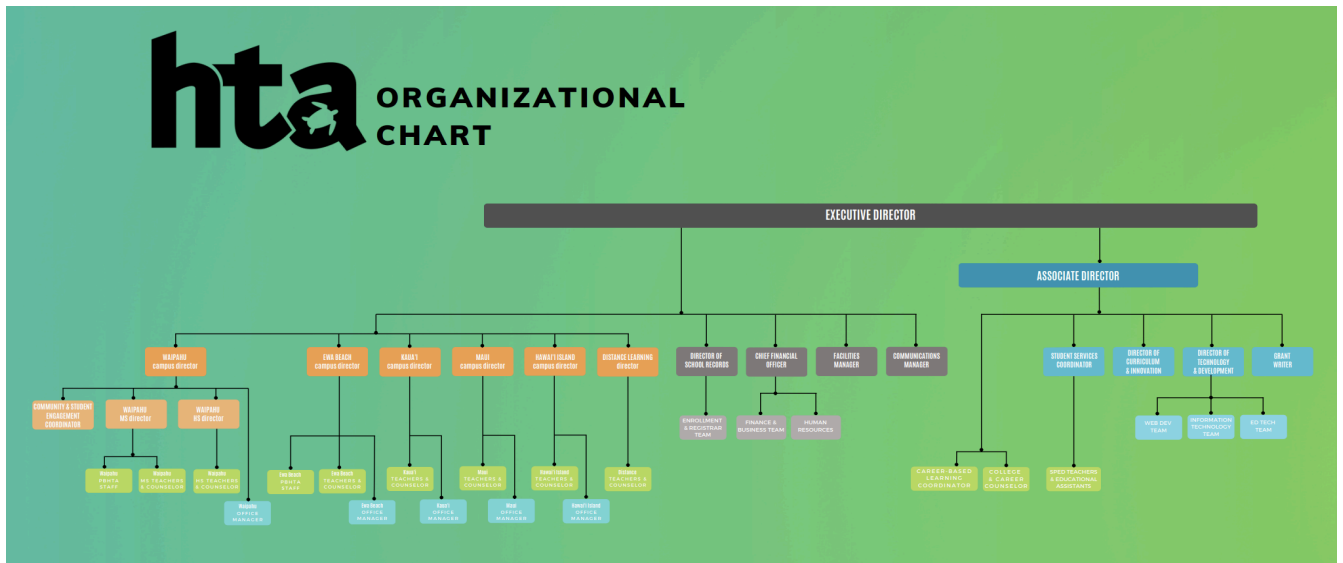 hta
ORGANIZATIONAL
CHART
EXECUTIVE DIRECTOR
ASSOCIATE DIRECTOR
WAIPAHU
campus director
EWA BEACH
campus director
KAUA'I
campus director
MAUI
campus director
HAWAI'I ISLAND
campus director
DISTANCE LEARNING
director
DIRECTOR OF
SCHOOL RECORDS
CHIEF FINANCIAL
OFFICER
FACILITIES
MANAGER
COMMUNICATIONS
MANAGER
STUDENT SERVICES
COORDINATOR
DIRECTOR OF
CURRICULUM
& INNOVATION
DIRECTOR OF
TECHNOLOGY
& DEVELOPMENT
GRANT
WRITER
COMMUNITY & STUDENT
ENGAGEMENT
COORDINATOR
WAIPAHU
MS director
WAIPAHU
HS director
ENROLLMENT
& REGISTRAR
TEAM
FINANCE &
BUSINESS TEAM
HUMAN
RESOURCES
WEB DEV
TEAM
INFORMATION
TECHNOLOGY
TEAM
ED TECH
TEAM
Waipahu
PBHTA
STAFF
Waipahu
MS TEACHERS
& COUNSELOR
Waipahu
HS TEACHERS
& COUNSELOR
Ewa Beach
PBHTA
STAFF
Ewa Beach
TEACHERS &
COUNSELOR
Kaua'i
TEACHERS &
COUNSELOR
Maui
TEACHERS &
COUNSELOR
Hawai'i Island
TEACHERS &
COUNSELOR
Distance
TEACHERS &
COUNSELOR
CAREER-BASED
LEARNING
COORDINATOR
COLLEGE
& CAREER
COUNSELOR
SPED TEACHERS
& EDUCATIONAL
ASSISTANTS
Waipahu
OFFICE
MANAGER
Ewa Beach
OFFICE
MANAGER
Kaua'i
OFFICE
MANAGER
Maui
OFFICE
MANAGER
Hawai'i Island
OFFICE
MANAGER